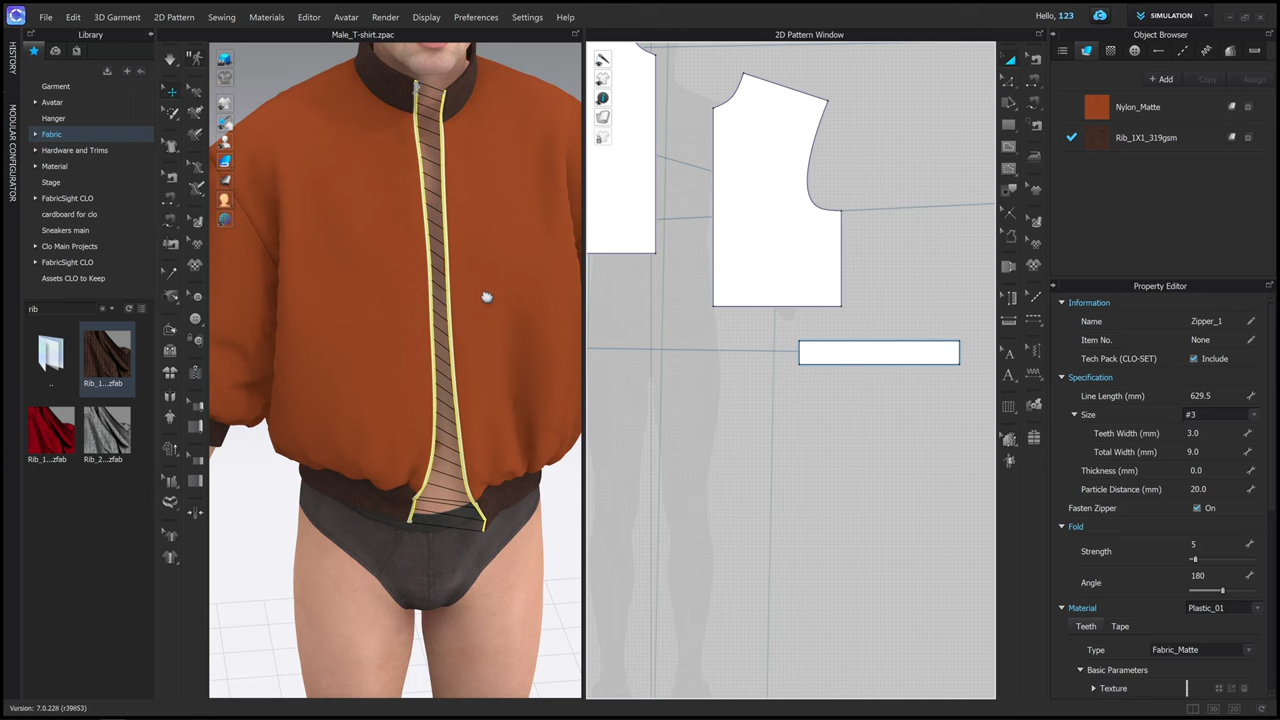 File Edit 3D Garment 2D Pattern Sewing Materials Editor Avatar Render Display Preferences Settings Help
Hello, 123
SIMULATION
HISTORY
MODULAR CONFIGURATOR
Library
Garment
Avatar
Hanger
Fabric
Hardware and Trims
Material
Stage
FabricSight CLO
cardboard for clo
Sneakers main
Clo Main Projects
FabricSight CLO
Assets CLO to Keep
rib
..
Rib_1...zfab
Rib_1...zfab
Rib_2...zfab
Male_T-shirt.zpac
2D Pattern Window
Object Browser
+ Add
Copy
Assign
Nylon_Matte
Rib_1X1_319gsm
Property Editor
Information
Name Zipper_1
Item No. None
Tech Pack (CLO-SET) Include
Specification
Line Length (mm) 629.5
Size #3
Teeth Width (mm) 3.0
Total Width (mm) 9.0
Thickness (mm) 0.0
Particle Distance (mm) 20.0
Fasten Zipper On
Fold
Strength 5
Angle 180
Material Plastic_01
Teeth Tape
Type Fabric_Matte
Basic Parameters
Texture
Version: 7.0.228 (r39853)
3D
2D